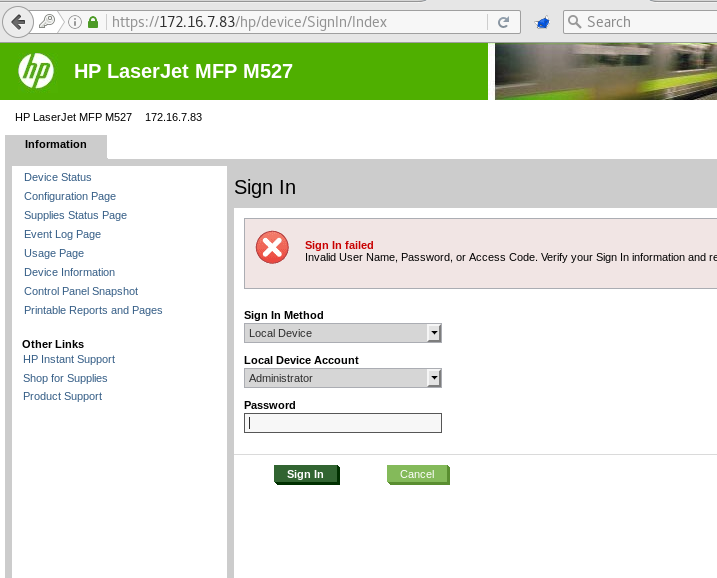 https://172.16.7.83/hp/device/SignIn/Index
Search
hp
HP LaserJet MFP M527
HP LaserJet MFP M527 172.16.7.83
Information
Device Status
Configuration Page
Supplies Status Page
Event Log Page
Usage Page
Device Information
Control Panel Snapshot
Printable Reports and Pages
Other Links
HP Instant Support
Shop for Supplies
Product Support
Sign In
Sign In failed
Invalid User Name, Password, or Access Code. Verify your Sign In information and re
Sign In Method
Local Device
Local Device Account
Administrator
Password
Sign In
Cancel